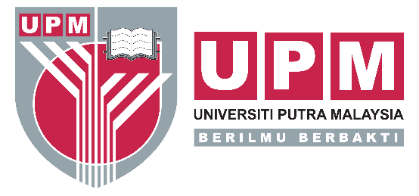 UPM
UPM
UNIVERSITI PUTRA MALAYSIA
BERILMU BERBAKTI